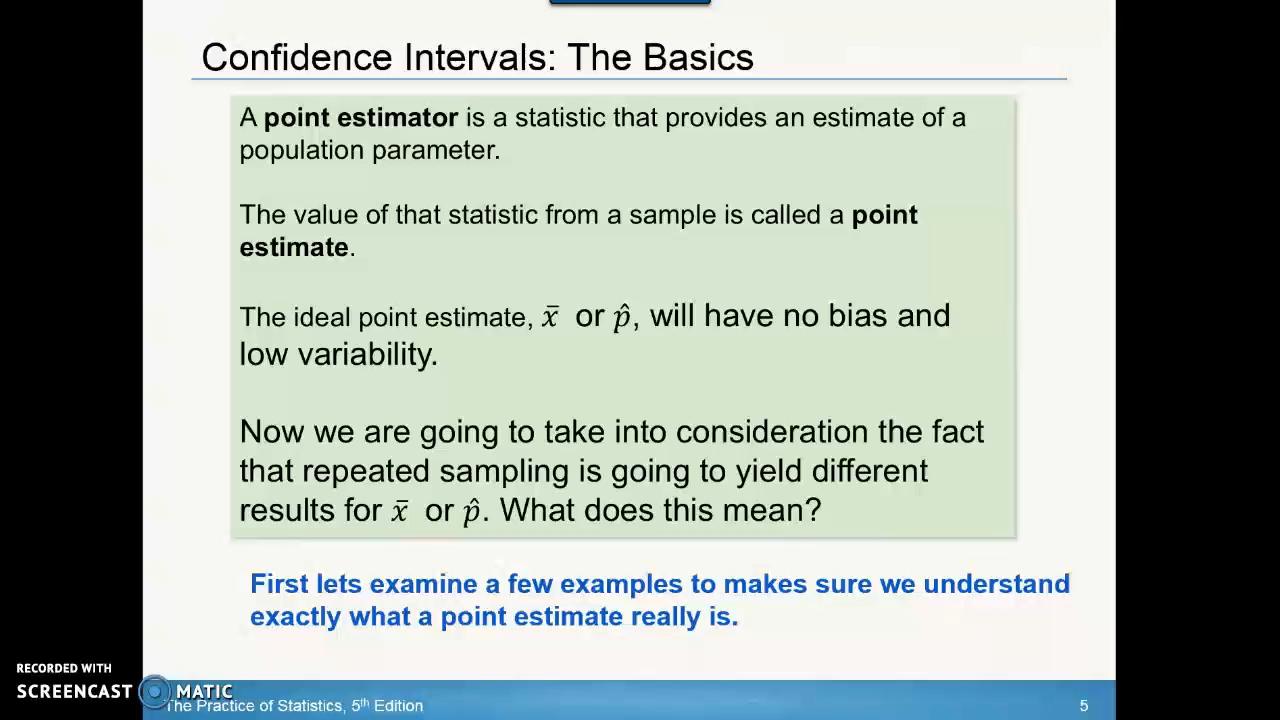 Confidence Intervals: The Basics
A point estimator is a statistic that provides an estimate of a
population parameter.
The value of that statistic from a sample is called a point
estimate.
The ideal point estimate, x̄ or p̂, will have no bias and
low variability.
Now we are going to take into consideration the fact
that repeated sampling is going to yield different
results for x̄ or p̂. What does this mean?
First lets examine a few examples to makes sure we understand
exactly what a point estimate really is.
RECORDED WITH
SCREENCAST MATIC
The Practice of Statistics, 5th Edition
5